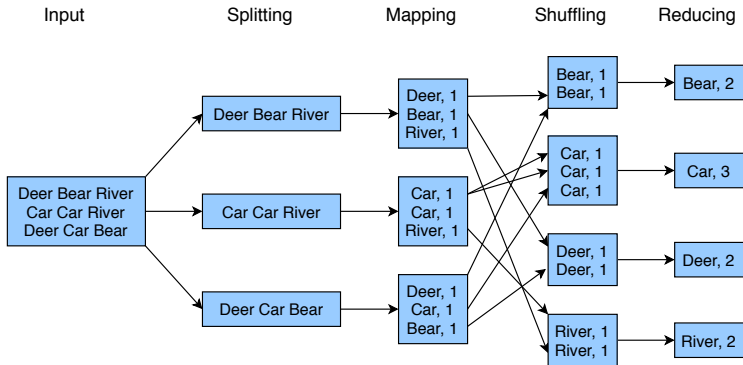 Input
Splitting
Mapping
Shuffling
Reducing
Deer Bear River
Car Car River
Deer Car Bear
Deer Bear River
Car Car River
Deer Car Bear
Deer, 1
Bear, 1
River, 1
Car, 1
Car, 1
River, 1
Deer, 1
Car, 1
Bear, 1
Bear, 1
Bear, 1
Car, 1
Car, 1
Car, 1
Deer, 1
Deer, 1
River, 1
River, 1
Bear, 2
Car, 3
Deer, 2
River, 2